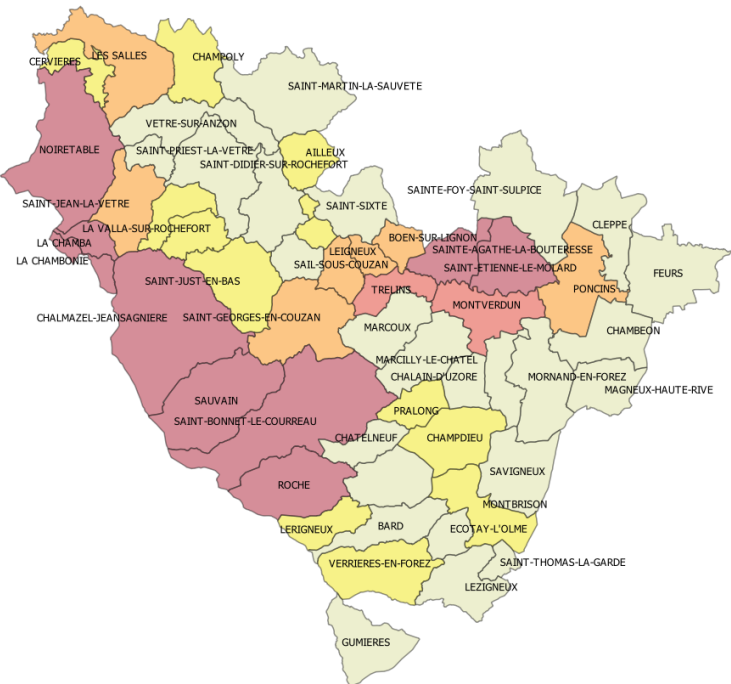 LES SALLES
CHAMPOLY
CERVIERES
SAINT-MARTIN-LA-SAUVETE
VETRE-SUR-ANZON
NOIRETABLE
SAINT-PRIEST-LA-VETRE
AILLEUX
SAINT-DIDIER-SUR-ROCHEFORT
SAINTE-FOY-SAINT-SULPICE
SAINT-JEAN-LA-VETRE
SAINT-SIXTE
CLEPPE
LA VALLA-SUR-ROCHEFORT
BOEN-SUR-LIGNON
LA CHAMBA
SAINTE-AGATHE-LA-BOUTERESSE
LEIGNEUX
LA CHAMBONIE
SAIL-SOUS-COUZAN
SAINT-ETIENNE-LE-MOLARD
FEURS
SAINT-JUST-EN-BAS
TRELINS
PONCINS
MONTVERDUN
CHALMAZEL-JEANSAGNIERE
SAINT-GEORGES-EN-COUZAN
MARCOUX
CHAMBEON
MARCILLY-LE-CHATEL
CHALAIN-D'UZORE
MORNAND-EN-FOREZ
MAGNEUX-HAUTE-RIVE
SAUVAIN
PRALONG
SAINT-BONNET-LE-COURREAU
CHATELNEUF
CHAMPDIEU
SAVIGNEUX
ROCHE
MONTBRISON
LERIGNEUX
BARD
ECOTAY-L'OLME
VERRIERES-EN-FOREZ
SAINT-THOMAS-LA-GARDE
LEZIGNEUX
GUMIERES